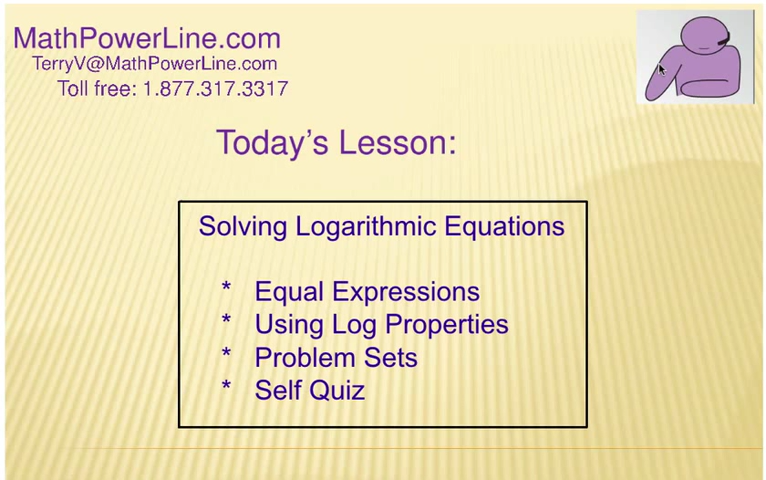 MathPowerLine.com
TerryV@MathPowerLine.com
Toll free: 1.877.317.3317
Today's Lesson:
Solving Logarithmic Equations
* Equal Expressions
* Using Log Properties
* Problem Sets
* Self Quiz